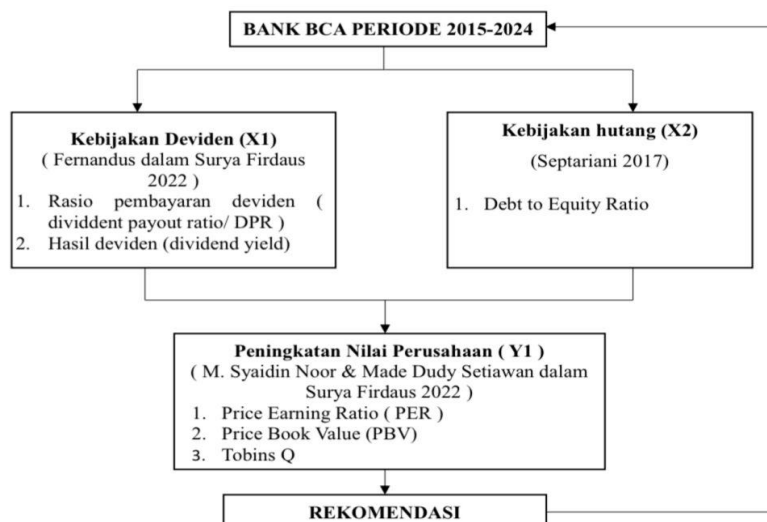 BANK BCA PERIODE 2015-2024
Kebijakan Deviden (X1)
( Fernandus dalam Surya Firdaus
2022 )
1. Rasio pembayaran deviden (
dividdent payout ratio/ DPR )
2. Hasil deviden (dividend yield)
Kebijakan hutang (X2)
(Septariani 2017)
1. Debt to Equity Ratio
Peningkatan Nilai Perusahaan ( Y1 )
( M. Syaidin Noor & Made Dudy Setiawan dalam
Surya Firdaus 2022 )
1. Price Earning Ratio ( PER )
2. Price Book Value (PBV)
3. Tobins Q
REKOMENDASI